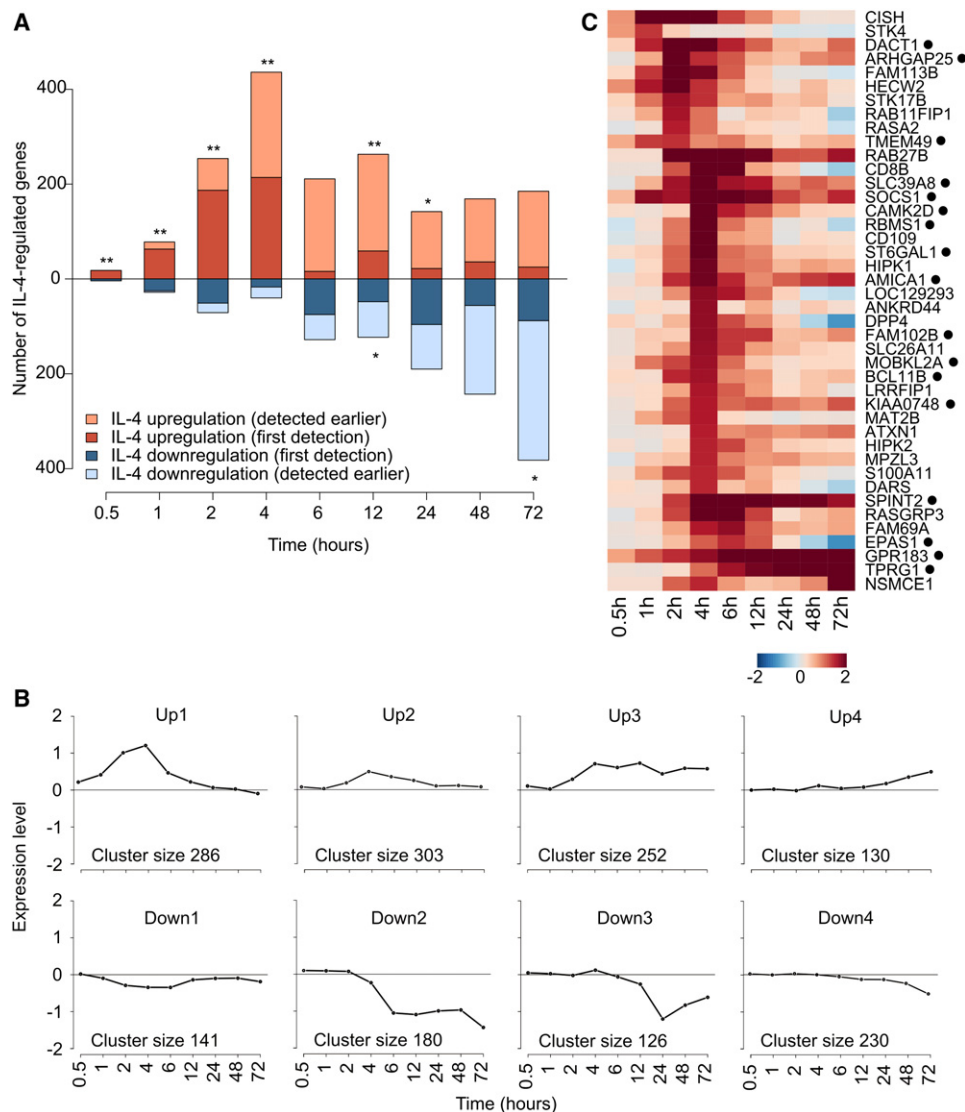 A
Number of IL-4-regulated genes
400
200
0
200
400
**
**
**
**
**
*
*
*
IL-4 upregulation (detected earlier)
IL-4 upregulation (first detection)
IL-4 downregulation (first detection)
IL-4 downregulation (detected earlier)
0.5 1 2 4 6 12 24 48 72
Time (hours)
C
CISH
STK4
DACT1 ●
ARHGAP25 ●
FAM113B
HECW2
STK17B
RAB11FIP1
RASA2
TMEM49 ●
RAB27B
CD8B
SLC39A8 ●
SOCS1 ●
CAMK2D ●
RBMS1 ●
CD109
ST6GAL1 ●
HIPK1
AMICA1 ●
LOC129293
ANKRD44
DPP4
FAM102B ●
SLC26A11
MOBKL2A ●
BCL11B ●
LRRFIP1
KIAA0748 ●
MAT2B
ATXN1
HIPK2
MPZL3
S100A11
DARS
SPINT2 ●
RASGRP3
FAM69A
EPAS1 ●
GPR183 ●
TPRG1 ●
NSMCE1
0.5h 1h 2h 4h 6h 12h 24h 48h 72h
-2 0 2
B
Expression level
2
1
0
-1
-2
Up1
Cluster size 286
Up2
Cluster size 303
Up3
Cluster size 252
Up4
Cluster size 130
2
1
0
-1
-2
Down1
Cluster size 141
Down2
Cluster size 180
Down3
Cluster size 126
Down4
Cluster size 230
0.5 1 2 4 6 12 24 48 72
0.5 1 2 4 6 12 24 48 72
0.5 1 2 4 6 12 24 48 72
0.5 1 2 4 6 12 24 48 72
Time (hours)
Time (hours)